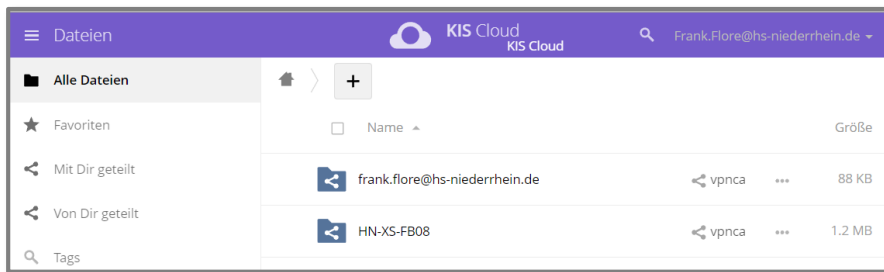 Dateien
KIS Cloud
KIS Cloud
Frank.Flore@hs-niederrhein.de
Alle Dateien
Favoriten
Mit Dir geteilt
Von Dir geteilt
Tags
+
Name
Größe
frank.flore@hs-niederrhein.de vpnca ... 88 KB
HN-XS-FB08 vpnca ... 1.2 MB